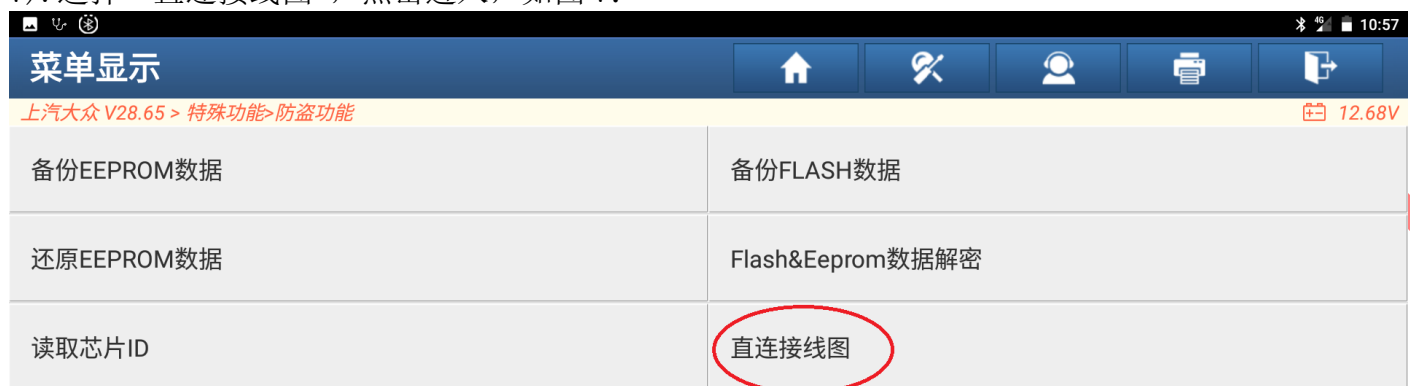 10:57
菜单显示
上汽大众 V28.65 > 特殊功能>防盗功能
12.68V
备份EEPROM数据
备份FLASH数据
还原EEPROM数据
Flash&Eeprom数据解密
读取芯片ID
直连接线图